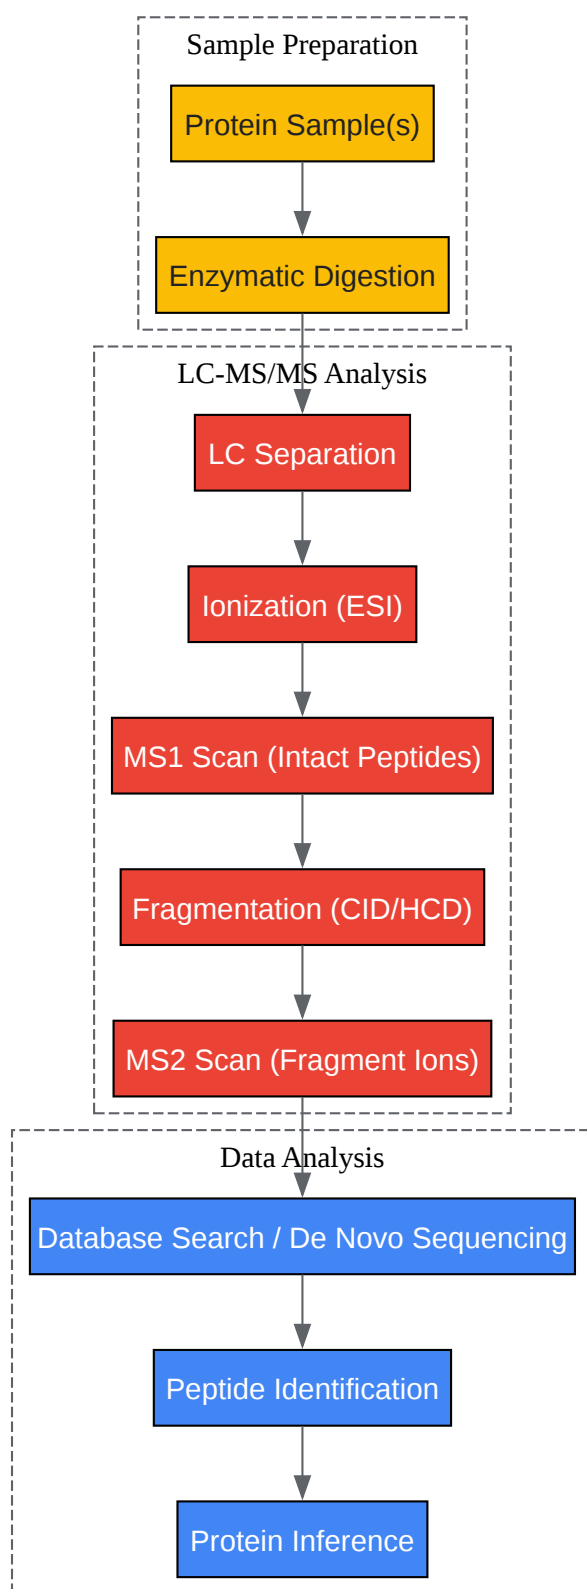 Sample Preparation
Protein Sample(s)
Enzymatic Digestion
LC-MS/MS Analysis
LC Separation
Ionization (ESI)
MS1 Scan (Intact Peptides)
Fragmentation (CID/HCD)
MS2 Scan (Fragment Ions)
Data Analysis
Database Search / De Novo Sequencing
Peptide Identification
Protein Inference